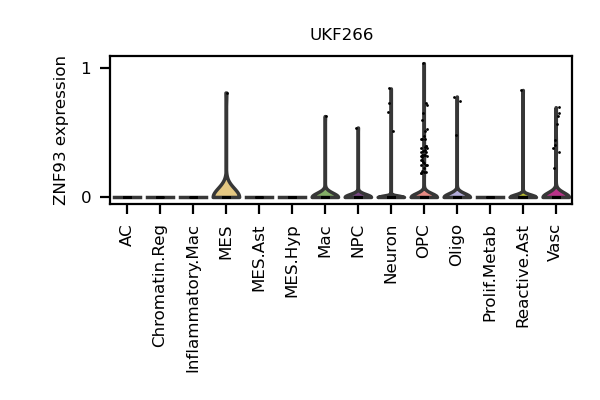 UKF266
ZNF93 expression
1
0
AC
Chromatin.Reg
Inflammatory.Mac
MES
MES.Ast
MES.Hyp
Mac
NPC
Neuron
OPC
Oligo
Prolif.Metab
Reactive.Ast
Vasc